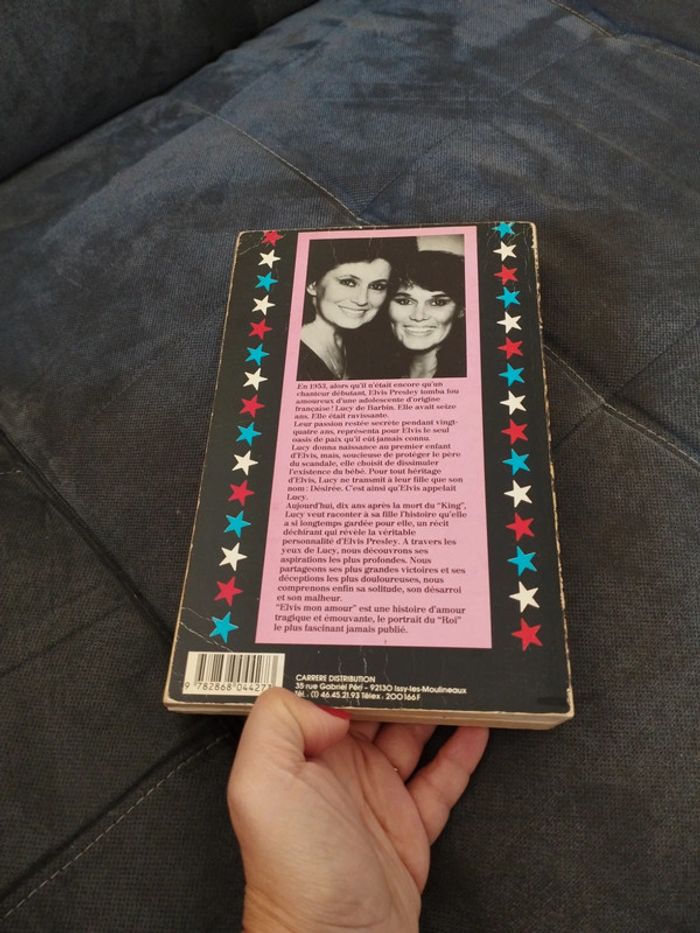 En 1953, alors qu'il n'était encore qu'un
chanteur débutant, Elvis Presley tomba fou
amoureux d'une adolescente d'origine
française ! Lucy de Barbin. Elle avait seize
ans. Elle était ravissante.
Leur passion restée secrète pendant vingt-
quatre ans, représenta pour Elvis le seul
oasis de paix qu'il eût jamais connu.
Lucy donna naissance au premier enfant
d'Elvis, mais, soucieuse de protéger le père
du scandale, elle choisit de dissimuler
l'existence du bébé. Pour tout héritage
d'Elvis, Lucy ne transmit à leur fille que son
nom : Désirée. C'est ainsi qu'Elvis appelait
Lucy.
Aujourd'hui, dix ans après la mort du "King",
Lucy veut raconter à sa fille l'histoire qu'elle
a si longtemps gardée pour elle, un récit
déchirant qui révèle la véritable
personnalité d'Elvis Presley. A travers les
yeux de Lucy, nous découvrons ses
aspirations les plus profondes. Nous
partageons ses plus grandes victoires et ses
déceptions les plus douloureuses, nous
comprenons enfin sa solitude, son désarroi
et son malheur.
"Elvis mon amour" est une histoire d'amour
tragique et émouvante, le portrait du "Roi"
le plus fascinant jamais publié.
9 782868 04427
CARRERE DISTRIBUTION
35 rue Gabriel Péri - 92130 Issy-les-Moulineaux
Tél. : (1) 46.45.21.93 Télex : 200166F